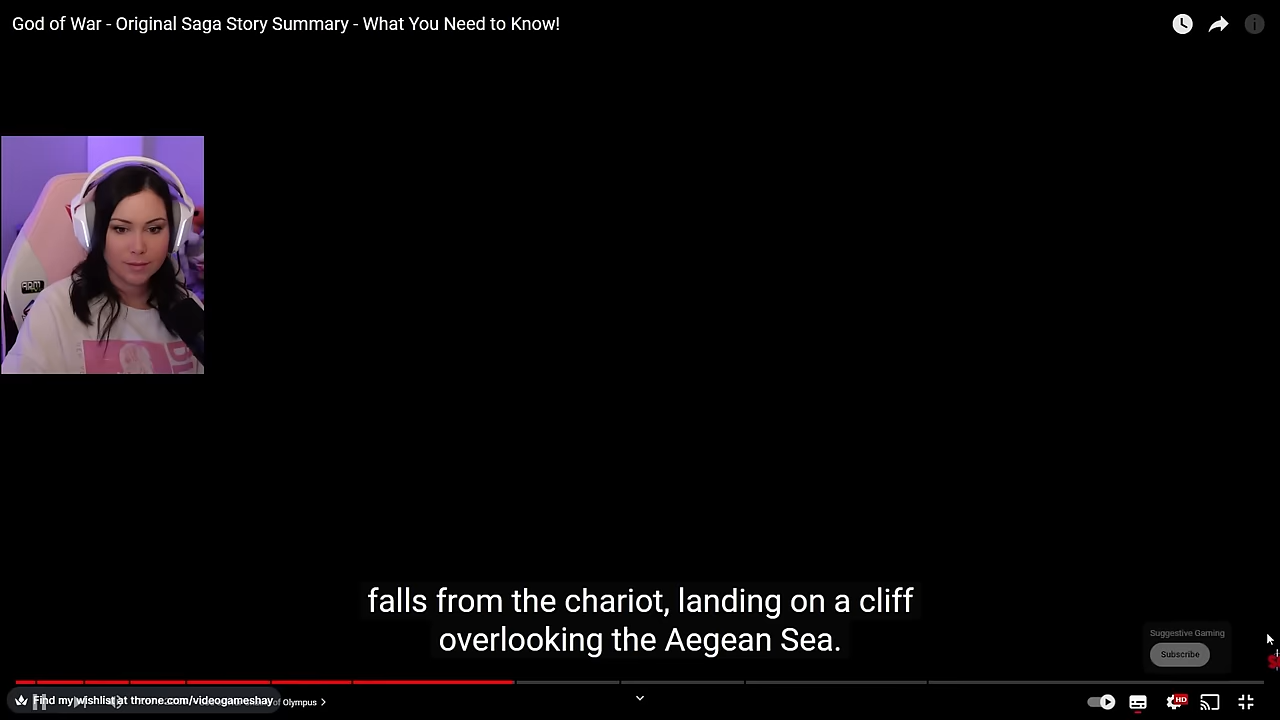 God of War - Original Saga Story Summary - What You Need to Know!
falls from the chariot, landing on a cliff
overlooking the Aegean Sea.
Suggestive Gaming
Subscribe
Find my wishlist at throne.com/videogameshay
of Olympus
HD